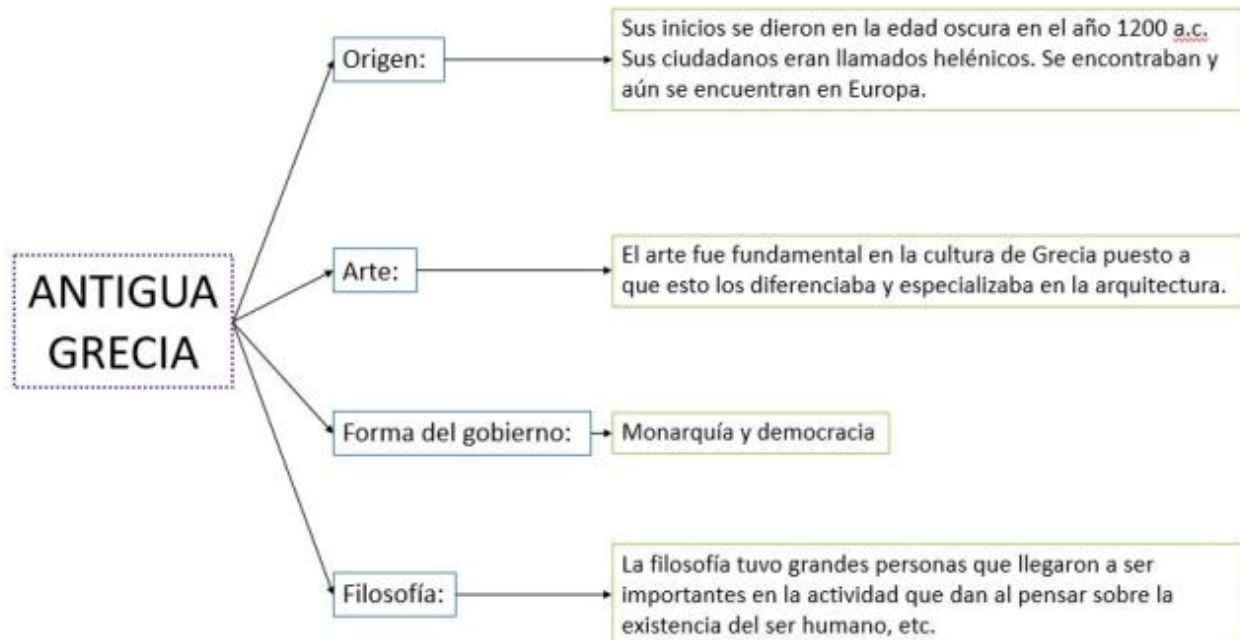 ANTIGUA
GRECIA
Origen:
Sus inicios se dieron en la edad oscura en el año 1200 a.c.
Sus ciudadanos eran llamados helénicos. Se encontraban y
aún se encuentran en Europa.
Arte:
El arte fue fundamental en la cultura de Grecia puesto a
que esto los diferenciaba y especializaba en la arquitectura.
Forma del gobierno:
Monarquía y democracia
Filosofía:
La filosofía tuvo grandes personas que llegaron a ser
importantes en la actividad que dan al pensar sobre la
existencia del ser humano, etc.